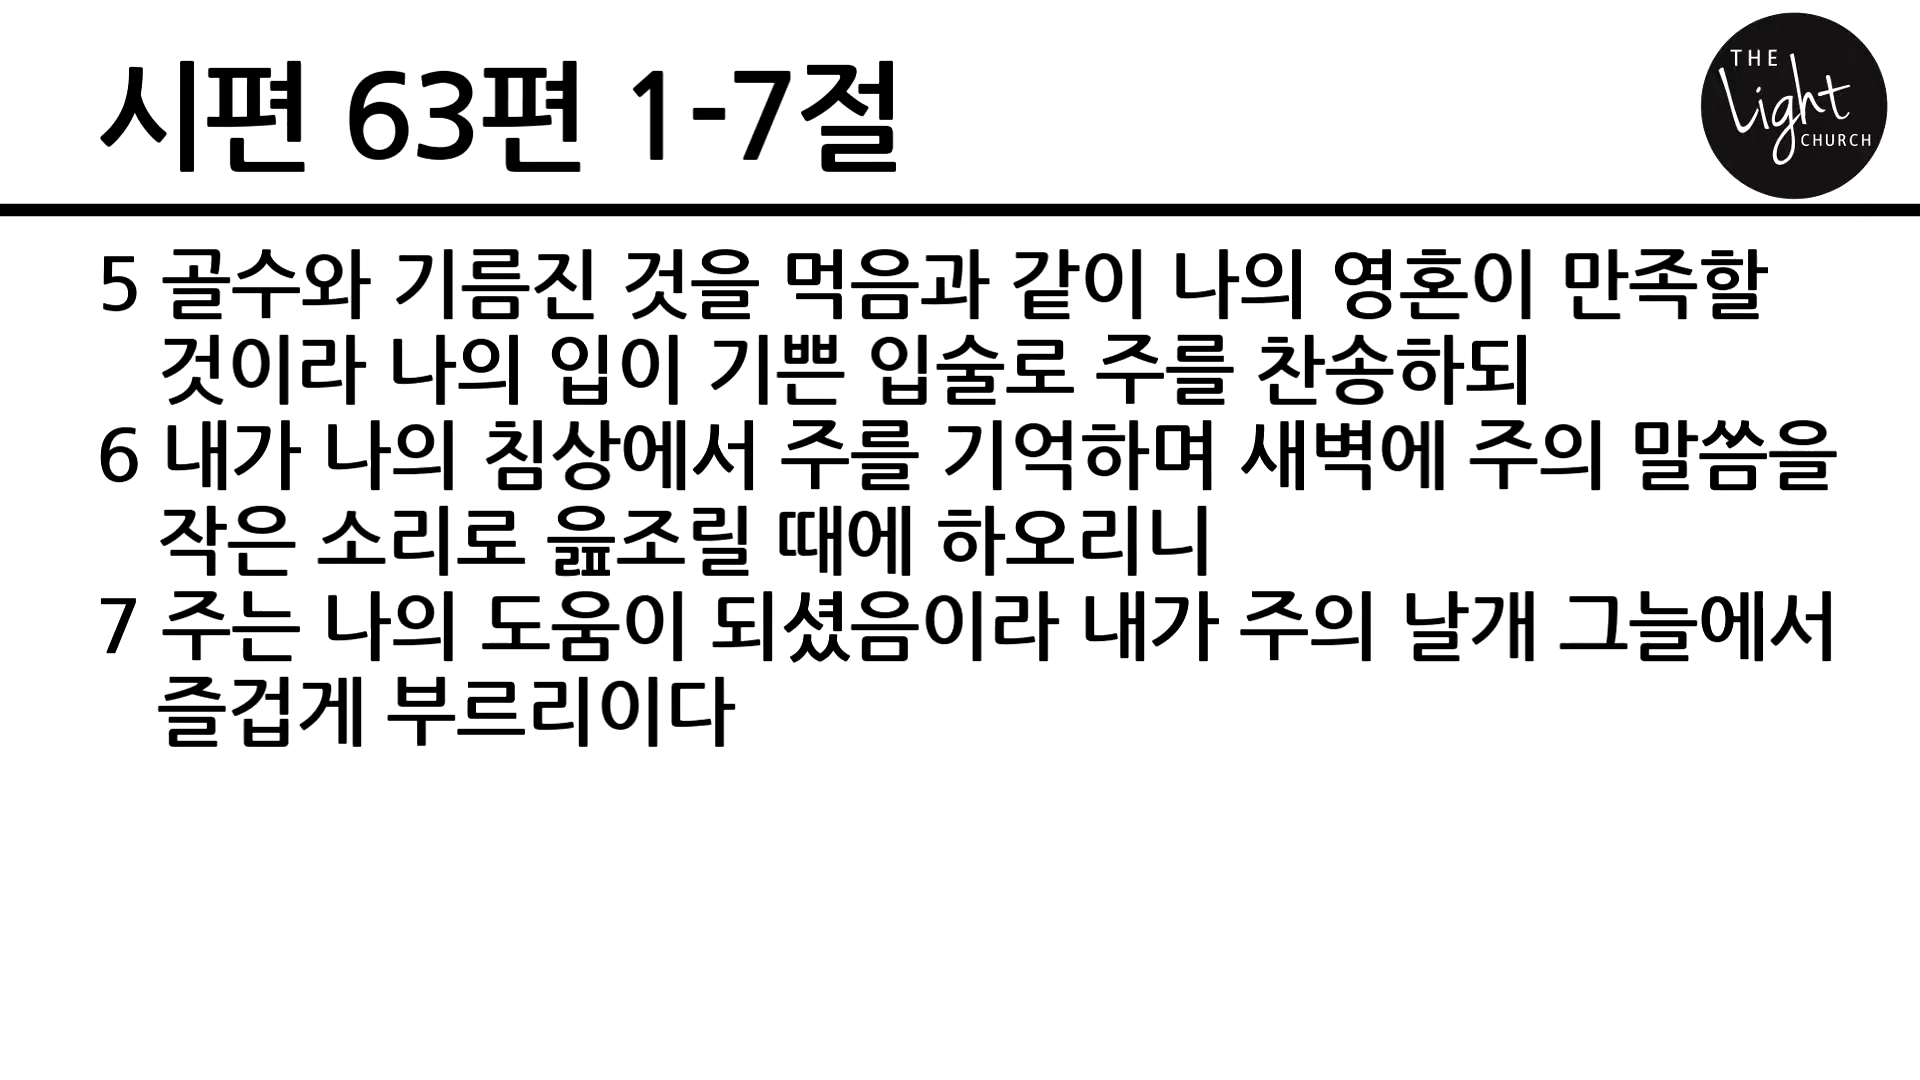 시편 63편 1-7절
THE
Light
CHURCH
5 골수와 기름진 것을 먹음과 같이 나의 영혼이 만족할
것이라 나의 입이 기쁜 입술로 주를 찬송하되
6 내가 나의 침상에서 주를 기억하며 새벽에 주의 말씀을
작은 소리로 읊조릴 때에 하오리니
7 주는 나의 도움이 되셨음이라 내가 주의 날개 그늘에서
즐겁게 부르리이다